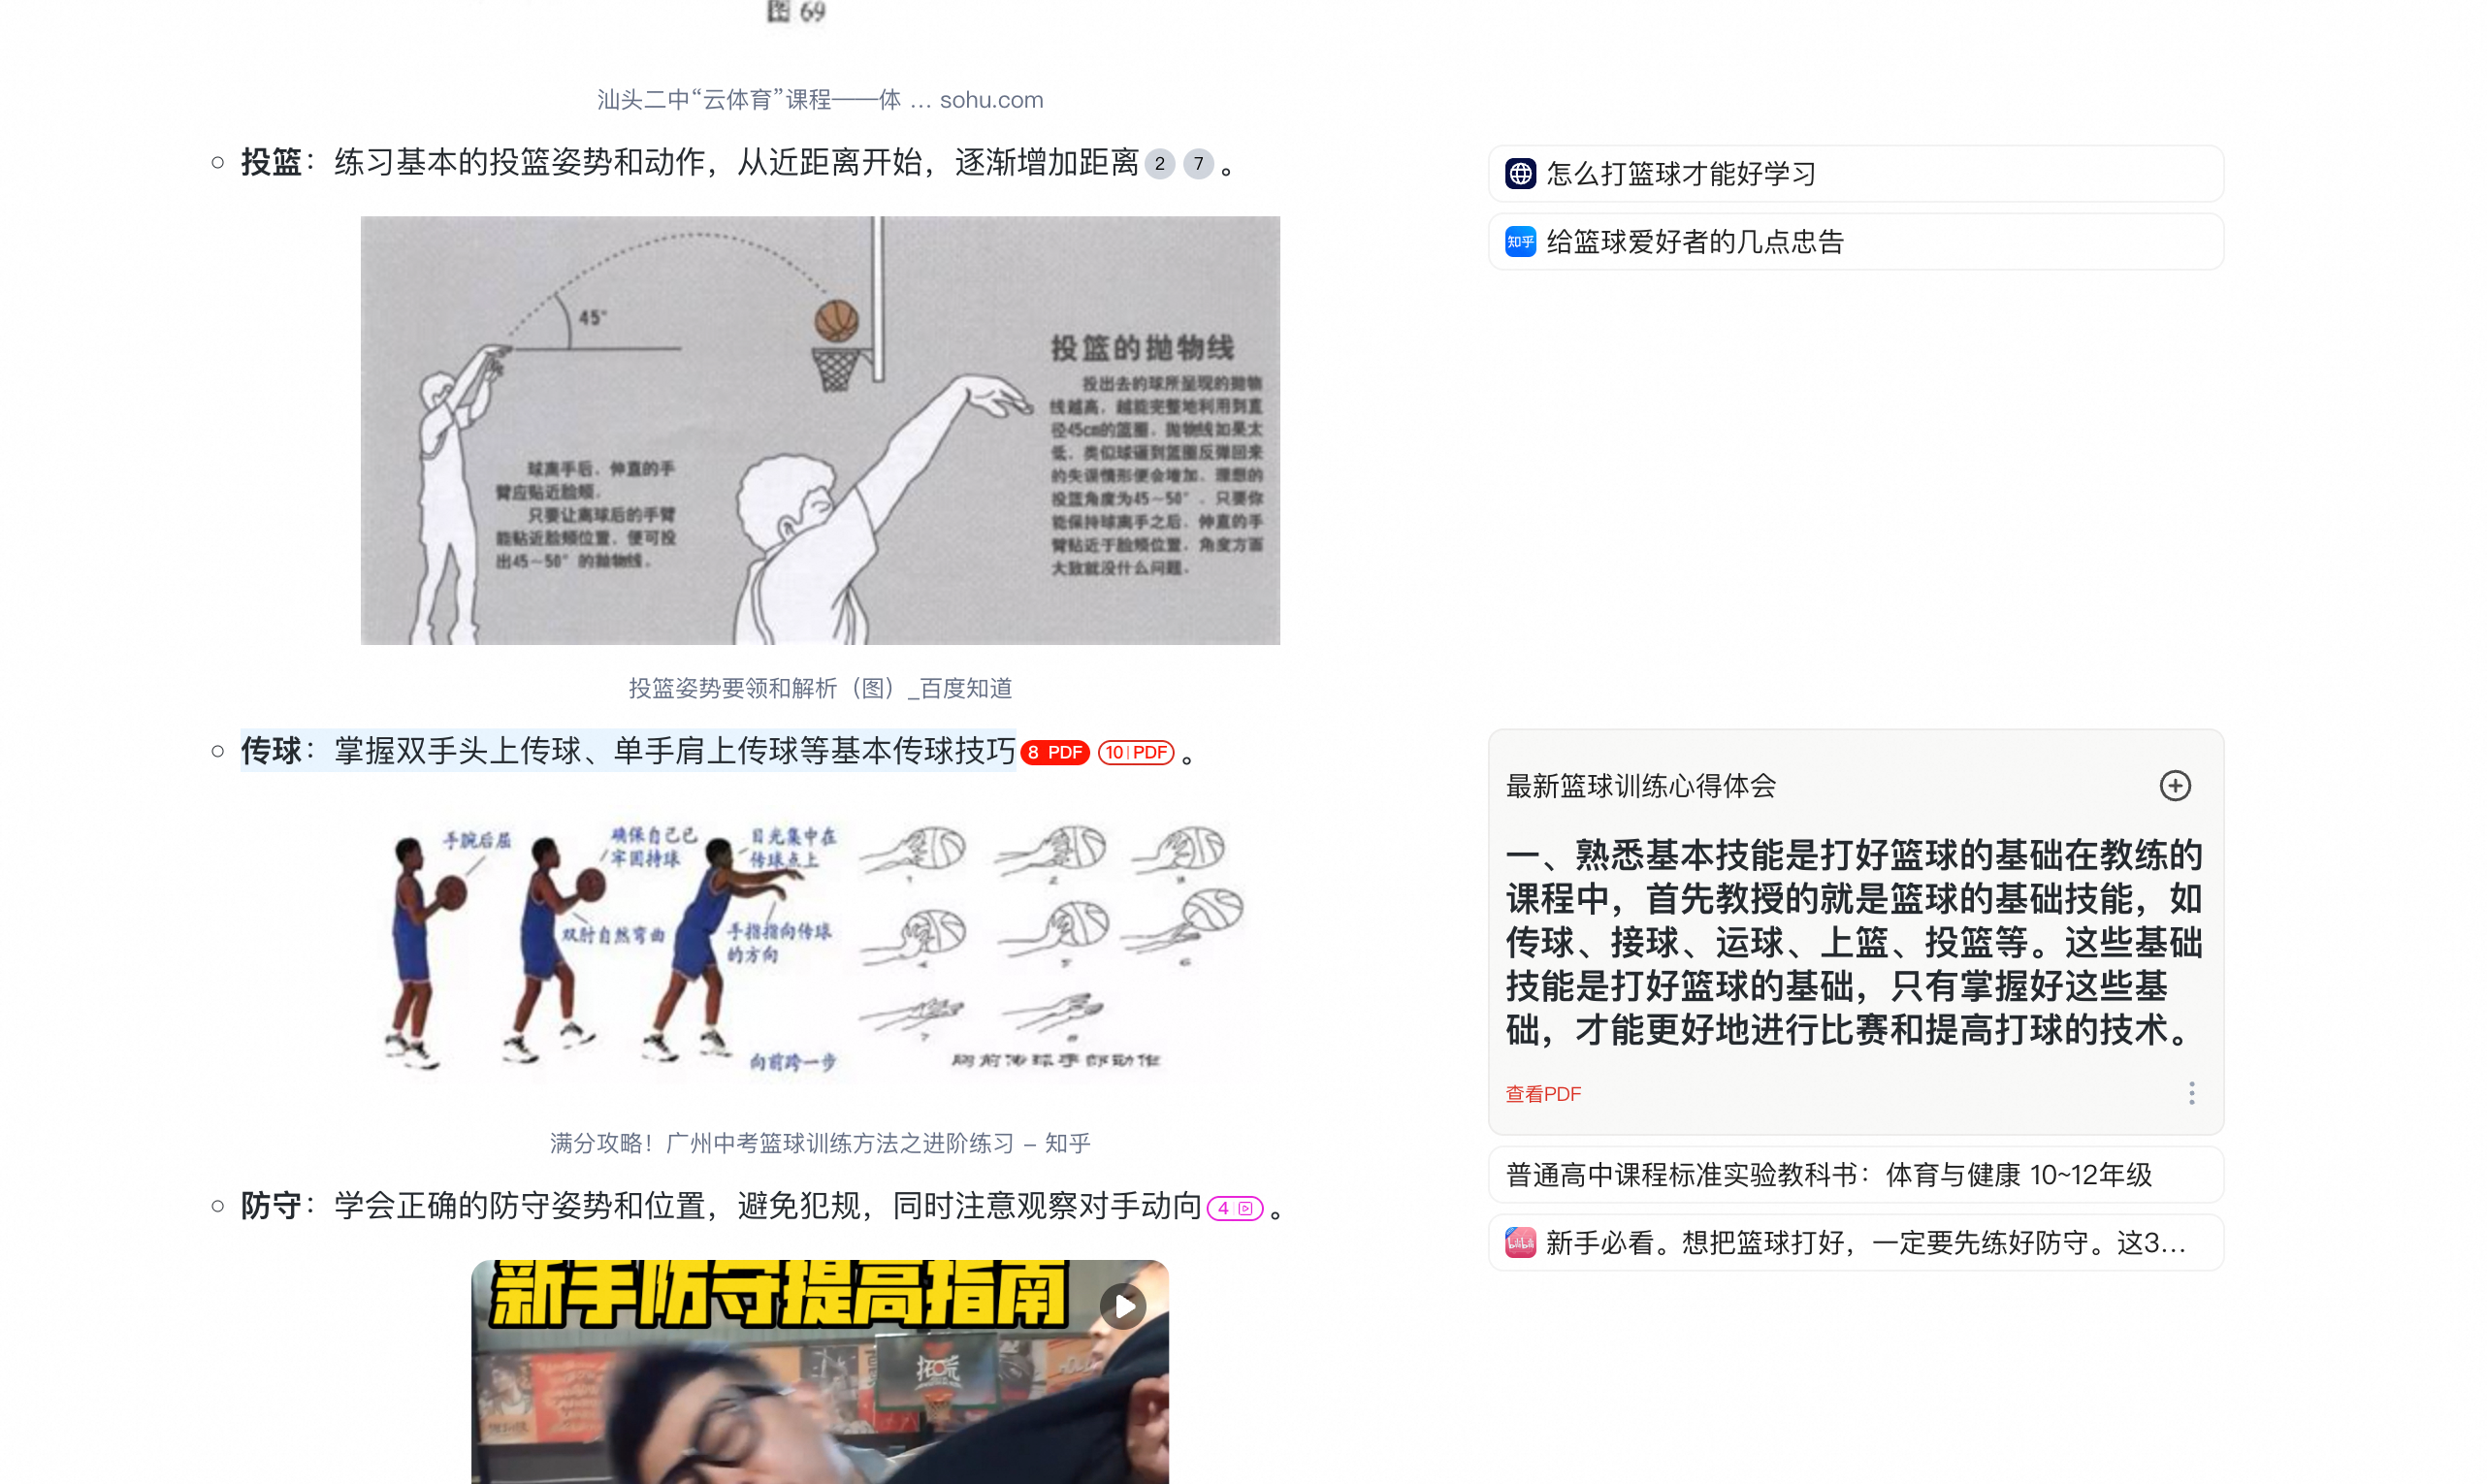 图 69
汕头二中“云体育”课程——体 ... sohu.com
投篮：练习基本的投篮姿势和动作，从近距离开始，逐渐增加距离 2 7 。
45°
投篮的抛物线
投出去的球所呈现的抛物
线越高，越能完整地利用到直
径45cm的篮圈。抛物线如果太
低，类似球碰到篮圈反弹回来
的失误情形便会增加。理想的
投篮角度为45～50°，只要你
能保持球离手之后，伸直的手
臂贴近于脸颊位置，角度方面
大致就没什么问题。
球离手后，伸直的手
臂应贴近脸颊。
只要让离球后的手臂
能贴近脸颊位置，便可投
出45～50°的抛物线。
投篮姿势要领和解析（图）_百度知道
传球：掌握双手头上传球、单手肩上传球等基本传球技巧 8 PDF 10 | PDF 。
手腕后屈
确保自己已
牢固持球
目光集中在
传球点上
双肘自然弯曲
手指指向传球
的方向
向前跨一步
1
2
3
4
5
6
7
8
胸前传球手部动作
满分攻略！广州中考篮球训练方法之进阶练习 – 知乎
防守：学会正确的防守姿势和位置，避免犯规，同时注意观察对手动向 4 。
新手防守提高指南
拓荒
怎么打篮球才能好学习
知乎 给篮球爱好者的几点忠告
最新篮球训练心得体会
一、熟悉基本技能是打好篮球的基础在教练的
课程中，首先教授的就是篮球的基础技能，如
传球、接球、运球、上篮、投篮等。这些基础
技能是打好篮球的基础，只有掌握好这些基
础，才能更好地进行比赛和提高打球的技术。
查看PDF
普通高中课程标准实验教科书：体育与健康 10~12年级
新手必看。想把篮球打好，一定要先练好防守。这3...